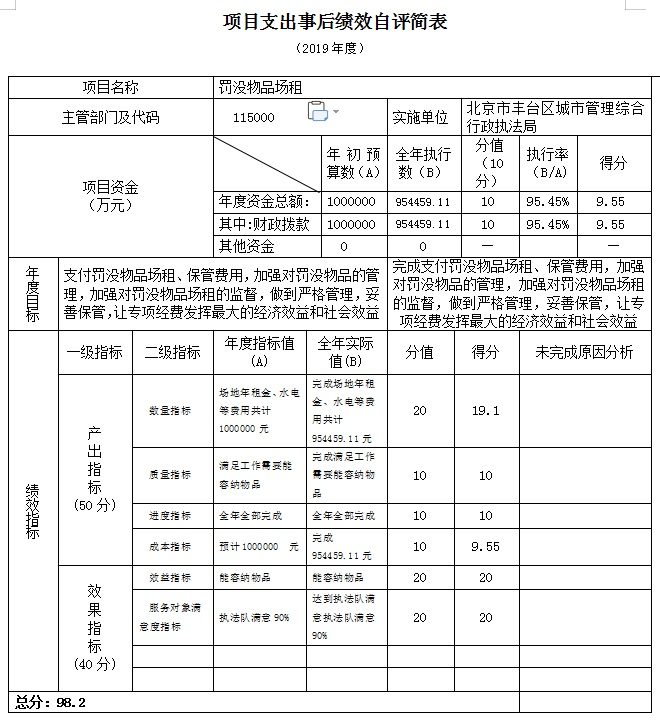 项目支出事后绩效自评简表
（2019年度）
项目名称
罚没物品场租
主管部门及代码
115000
实施单位
北京市丰台区城市管理综合
行政执法局
项目资金
（万元）
年初预
算数（A）
全年执行
数（B）
分值
（10
分）
执行率
（B/A）
得分
年度资金总额：
1000000
954459.11
10
95.45%
9.55
其中:财政拨款
1000000
954459.11
10
95.45%
9.55
其他资金
0
0
—
—
年度目标
支付罚没物品场租、保管费用，加强对罚没物品的管
理，加强对罚没物品场租的监督，做到严格管理，妥
善保管，让专项经费发挥最大的经济效益和社会效益
完成支付罚没物品场租、保管费用，加强
对罚没物品的管理，加强对罚没物品场租
的监督，做到严格管理，妥善保管，让专
项经费发挥最大的经济效益和社会效益
绩效指标
一级指标
二级指标
年度指标值
(A)
全年实际
值(B)
分值
得分
未完成原因分析
产
出
指
标
(50分)
数量指标
场地年租金、水电
等费用共计
1000000元
完成场地年租
金、水电等费
用共计
954459.11元
20
19.1
质量指标
满足工作需要能
容纳物品
完成满足工作
需要能容纳物
品
10
10
进度指标
全年全部完成
全年全部完成
10
10
成本指标
预计1000000 元
完成
954459.11元
10
9.55
效
果
指
标
(40分)
效益指标
能容纳物品
能容纳物品
20
20
服务对象满
意度指标
执法队满意90%
达到执法队满
意执法队满意
90%
20
20
总分：98.2